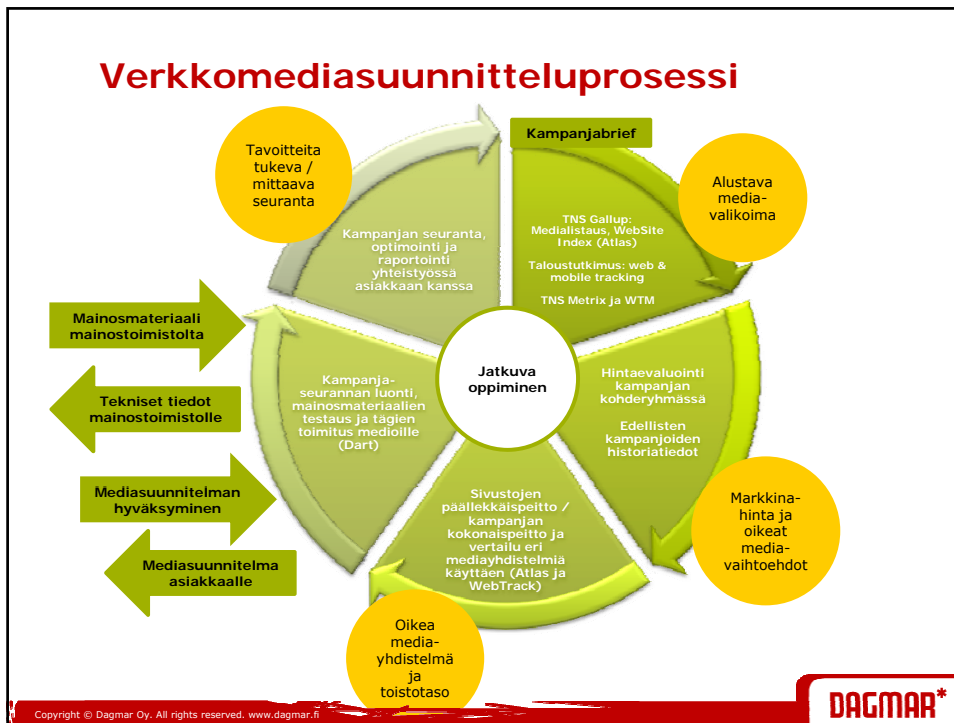 Verkkomediasuunnitteluprosessi
Kampanjabrief
Tavoitteita
tukeva /
mittaava
seuranta
Alustava
media-
valikoima
TNS Gallup:
Medialistaus, WebSite
Index (Atlas)
Taloustutkimus: web &
mobile tracking
TNS Metrix ja WTM
Kampanjan seuranta,
optimointi ja
raportointi
yhteistyössä
asiakkaan kanssa
Mainosmateriaali
mainostoimistolta
Jatkuva
oppiminen
Hintaevaluointi
kampanjan
kohderyhmässä
Edellisten
kampanjoiden
historiatiedot
Kampanja-
seurannan luonti,
mainosmateriaalien
testaus ja tägien
toimitus medioille
(Dart)
Tekniset tiedot
mainostoimistolle
Mediasuunnitelman
hyväksyminen
Sivustojen
päällekkäispeitto /
kampanjan
kokonaispeitto ja
vertailu eri
mediayhdistelmiä
käyttäen (Atlas ja
WebTrack)
Markkina-
hinta ja
oikeat
media-
vaihtoehdot
Mediasuunnitelma
asiakkaalle
Oikea
media-
yhdistelmä
ja
toistotaso
Copyright © Dagmar Oy. All rights reserved. www.dagmar.fi
DAGMAR*